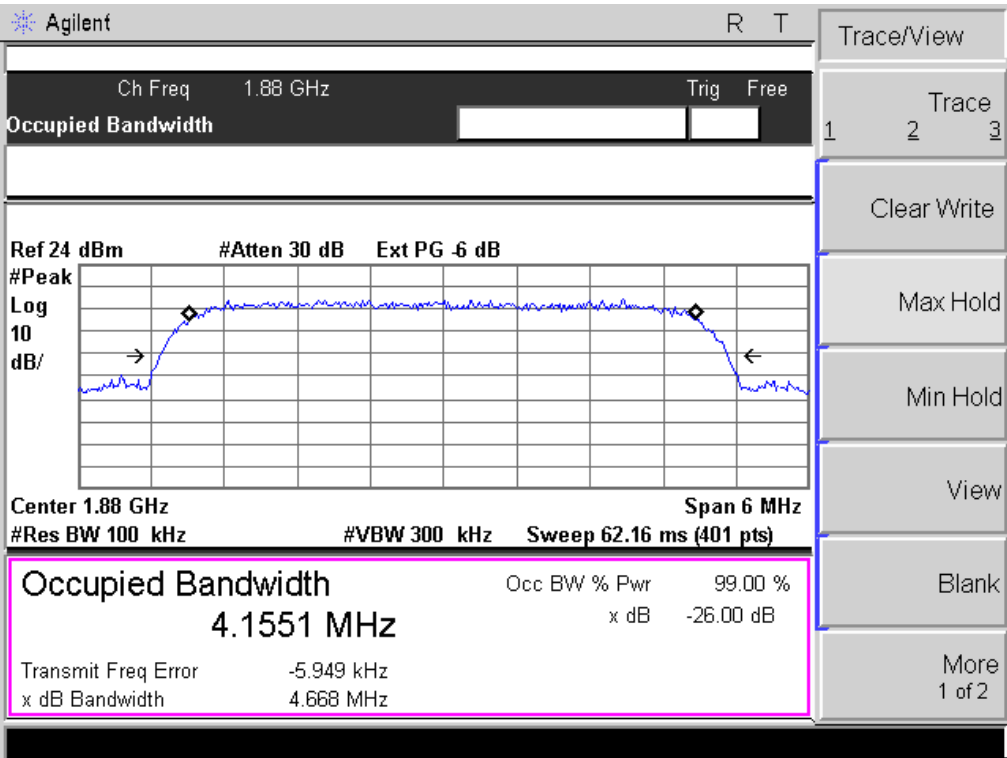 Agilent R T
Trace/View
Ch Freq 1.88 GHz Trig Free
Occupied Bandwidth
Trace
1 2 3
Clear Write
Ref 24 dBm #Atten 30 dB Ext PG -6 dB
#Peak
Log
10
dB/
Max Hold
Min Hold
View
Center 1.88 GHz Span 6 MHz
#Res BW 100 kHz #VBW 300 kHz Sweep 62.16 ms (401 pts)
Occupied Bandwidth Occ BW % Pwr 99.00 %
4.1551 MHz x dB -26.00 dB
Blank
Transmit Freq Error -5.949 kHz
x dB Bandwidth 4.668 MHz
More
1 of 2